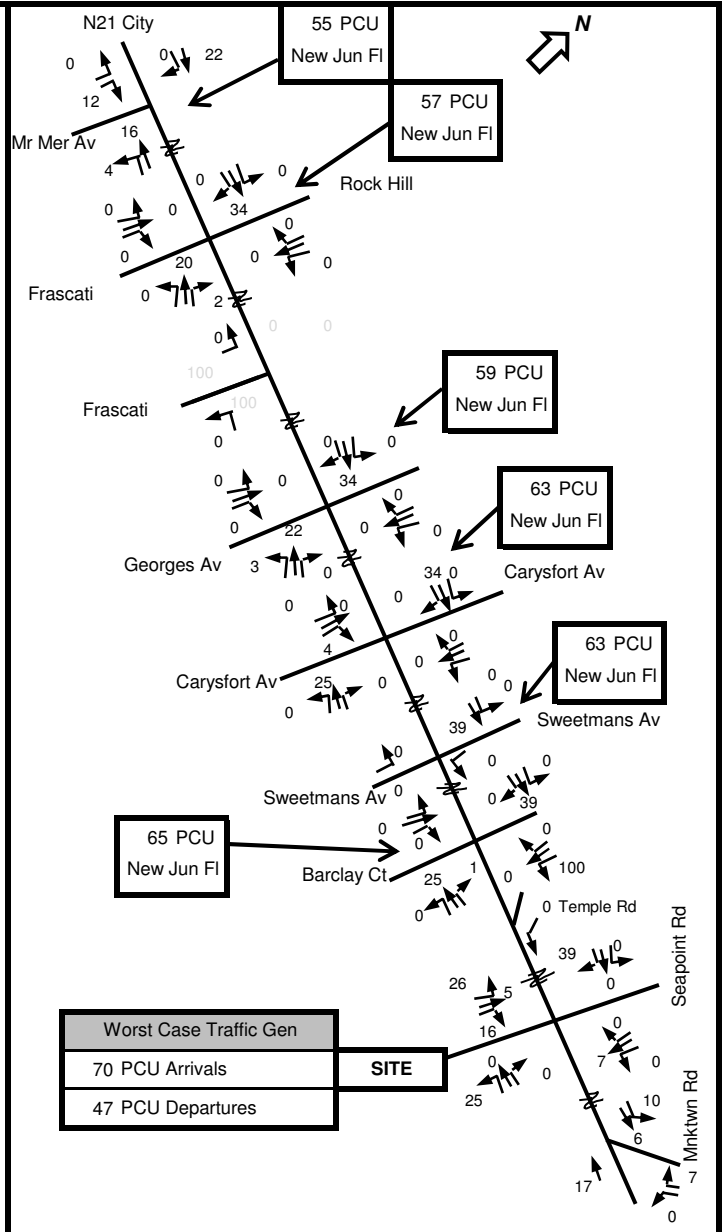 N21 City
55 PCU
New Jun Fl
N
0
0
22
12
57 PCU
New Jun Fl
Mr Mer Av
16
4
0
0
Rock Hill
0
0
34
0
0
0
0
20
Frascati
0
2
0
0
0
100
100
Frascati
0
59 PCU
New Jun Fl
0
0
34
0
0
0
0
22
0
0
Georges Av
3
0
63 PCU
New Jun Fl
34
0
Carysfort Av
0
0
0
4
0
0
0
Carysfort Av
25
0
0
0
0
63 PCU
New Jun Fl
39
Sweetmans Av
0
Sweetmans Av
0
0
0
0
39
0
0
65 PCU
New Jun Fl
Barclay Ct
25
1
0
0
100
0
0
Temple Rd
39
0
0
Seapoint Rd
26
5
16
Worst Case Traffic Gen
70 PCU Arrivals
47 PCU Departures
SITE
0
0
25
0
7
0
10
6
Mnktwn Rd
7
17
0